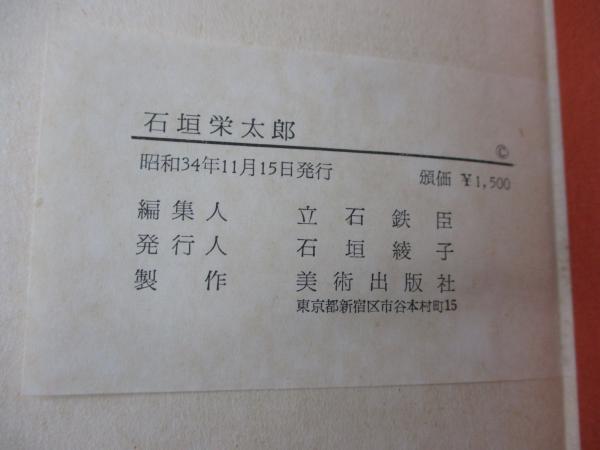 石垣栄太郎
©
昭和34年11月15日発行 頒価 ¥1,500
編集人 立石鉄臣
発行人 石垣綾子
製作 美術出版社
東京都新宿区市谷本村町15